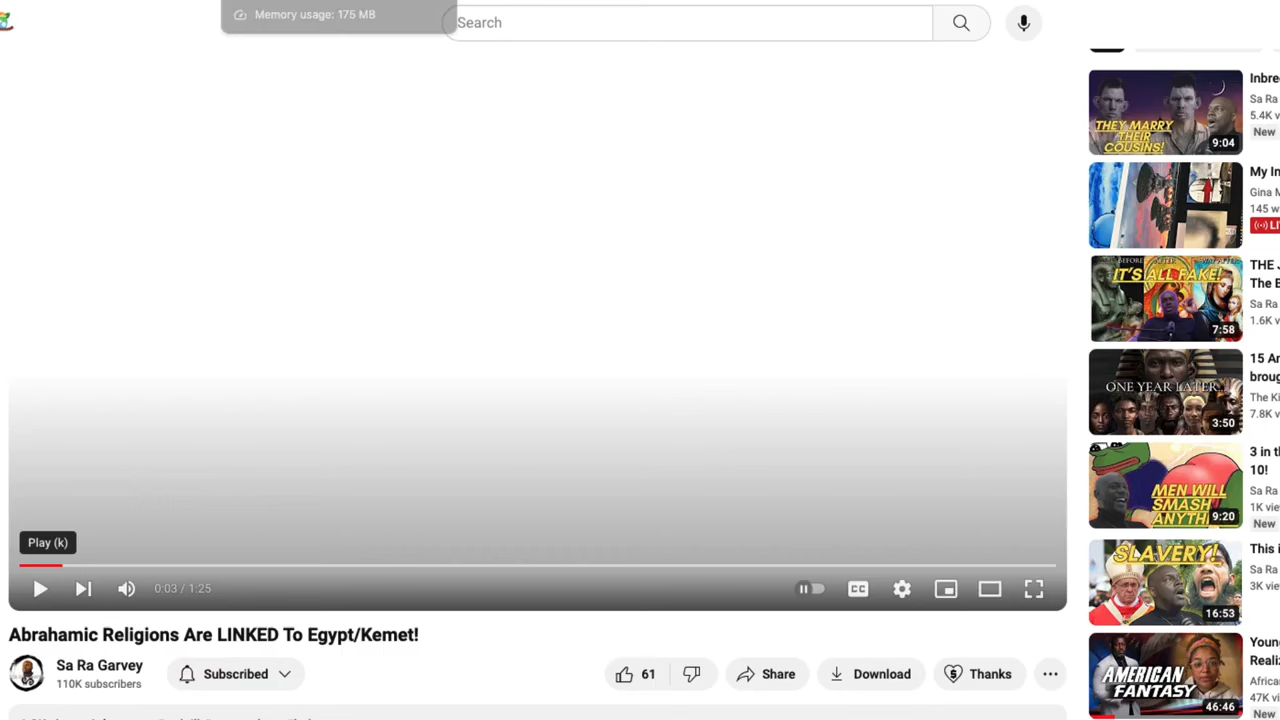 Memory usage: 175 MB
Search
Play (k)
0:03 / 1:25
CC
Abrahamic Religions Are LINKED To Egypt/Kemet!
Sa Ra Garvey
110K subscribers
Subscribed
61
Share
Download
Thanks
THEY MARRY
THEIR
COUSINS!
9:04
Inbre
Sa Ra
5.4K v
New
My In
Gina M
145 w
LI
BEFORE
IT'S ALL FAKE!
7:58
THE J
The B
Sa Ra
1.6K v
ONE YEAR LATER...
3:50
15 Ar
broug
The Ki
7.8K v
MEN WILL
SMASH
ANYTH
9:20
3 in th
10!
Sa Ra
1K vie
New
SLAVERY!
16:53
This i
Sa Ra
3K vie
AMERICAN
FANTASY
46:46
Youn
Realiz
African
47K vi
New